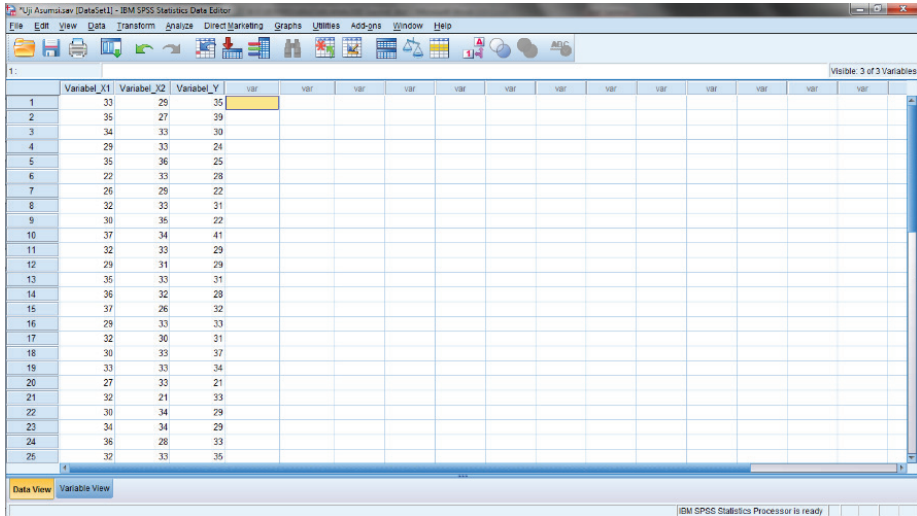 *Uji Asumsi.sav [DataSet1] - IBM SPSS Statistics Data Editor
File Edit View Data Transform Analyze Direct Marketing Graphs Utilities Add-ons Window Help
1 :
Visible: 3 of 3 Variables
Variabel_X1 Variabel_X2 Variabel_Y var var var var var var var var var var var var
1 33 29 35
2 35 27 39
3 34 33 30
4 29 33 24
5 35 36 25
6 22 33 28
7 26 29 22
8 32 33 31
9 30 35 22
10 37 34 41
11 32 33 29
12 29 31 29
13 35 33 31
14 36 32 28
15 37 26 32
16 29 33 33
17 32 30 31
18 30 33 37
19 33 33 34
20 27 33 21
21 32 21 33
22 30 34 29
23 34 34 29
24 36 28 33
25 32 33 35
Data View Variable View
IBM SPSS Statistics Processor is ready